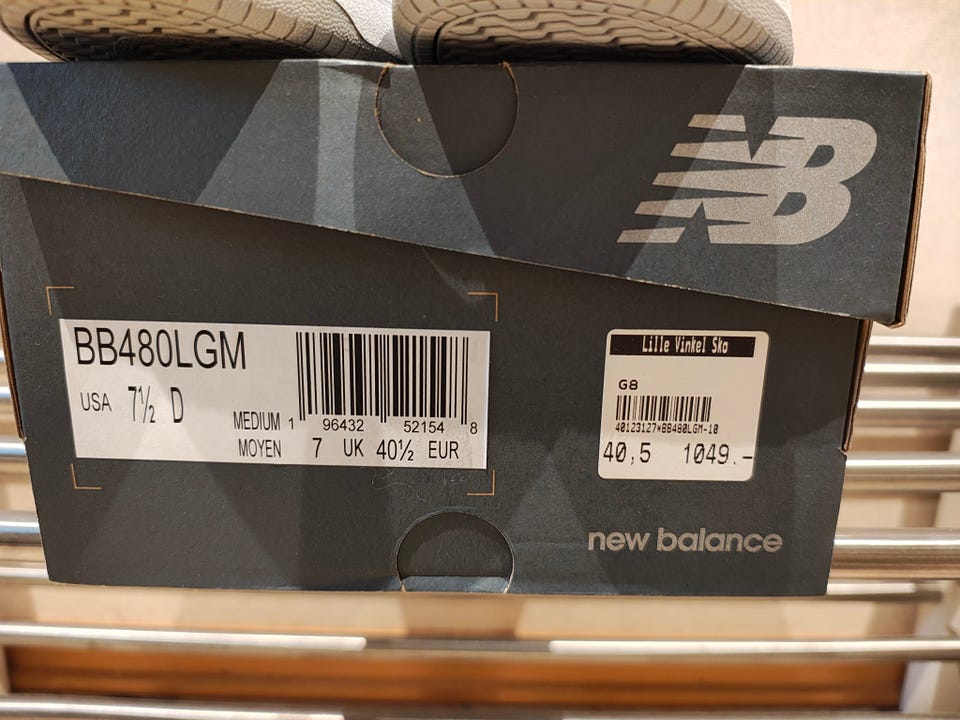 NB
BB480LGM
USA 7½ D
MEDIUM
MOYEN
1 96432 52154 8
7 UK 40½ EUR
Lille Vinkel Sko
G8
40123127*BB480LGM-10
40,5 1049.-
new balance